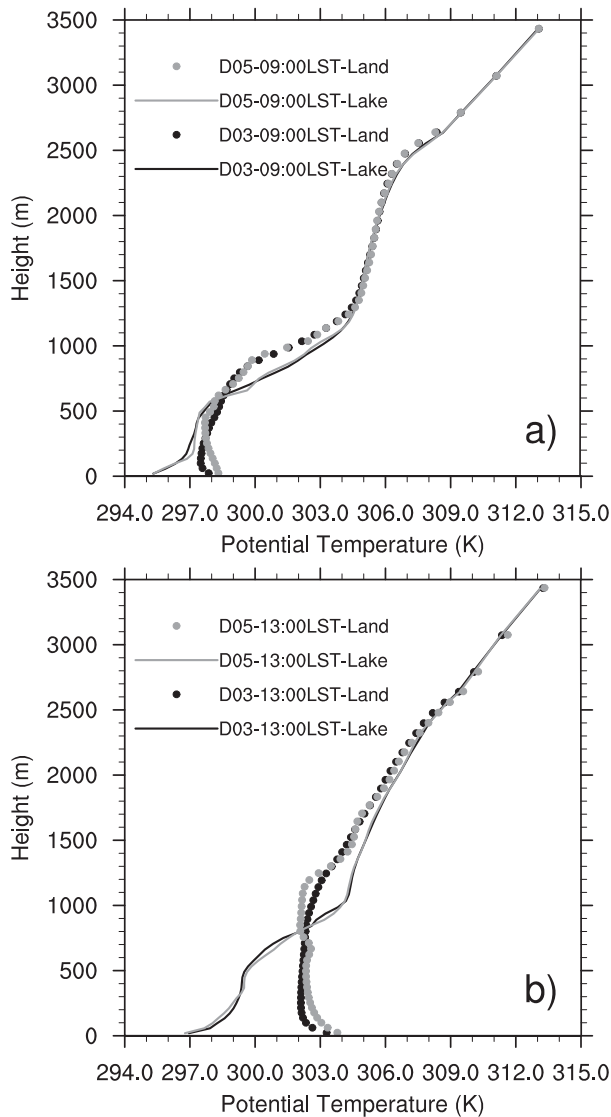 3500
3000
2500
2000
1500
1000
500
0
Height (m)
D05-09:00LST-Land
D05-09:00LST-Lake
D03-09:00LST-Land
D03-09:00LST-Lake
a)
294.0 297.0 300.0 303.0 306.0 309.0 312.0 315.0
Potential Temperature (K)
3500
3000
2500
2000
1500
1000
500
0
Height (m)
D05-13:00LST-Land
D05-13:00LST-Lake
D03-13:00LST-Land
D03-13:00LST-Lake
b)
294.0 297.0 300.0 303.0 306.0 309.0 312.0 315.0
Potential Temperature (K)